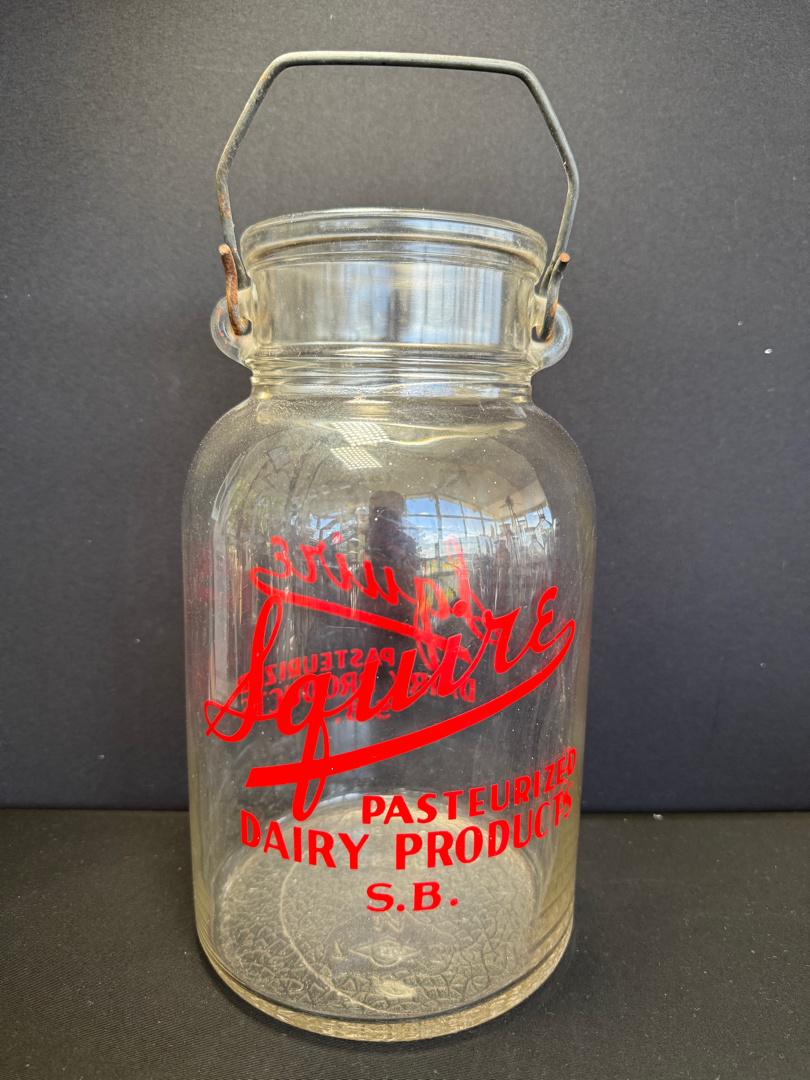 Squire
PASTEURIZED
DAIRY PRODUCTS
S.B.